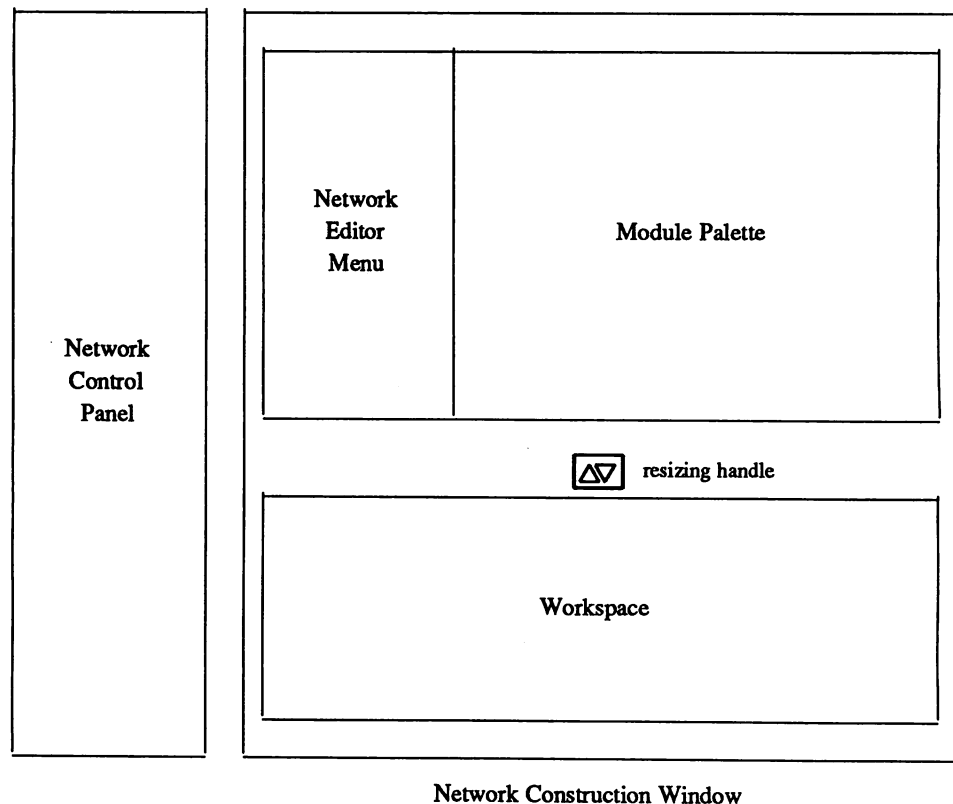 Network
Control
Panel
Network
Editor
Menu
Module Palette
resizing handle
Workspace
Network Construction Window